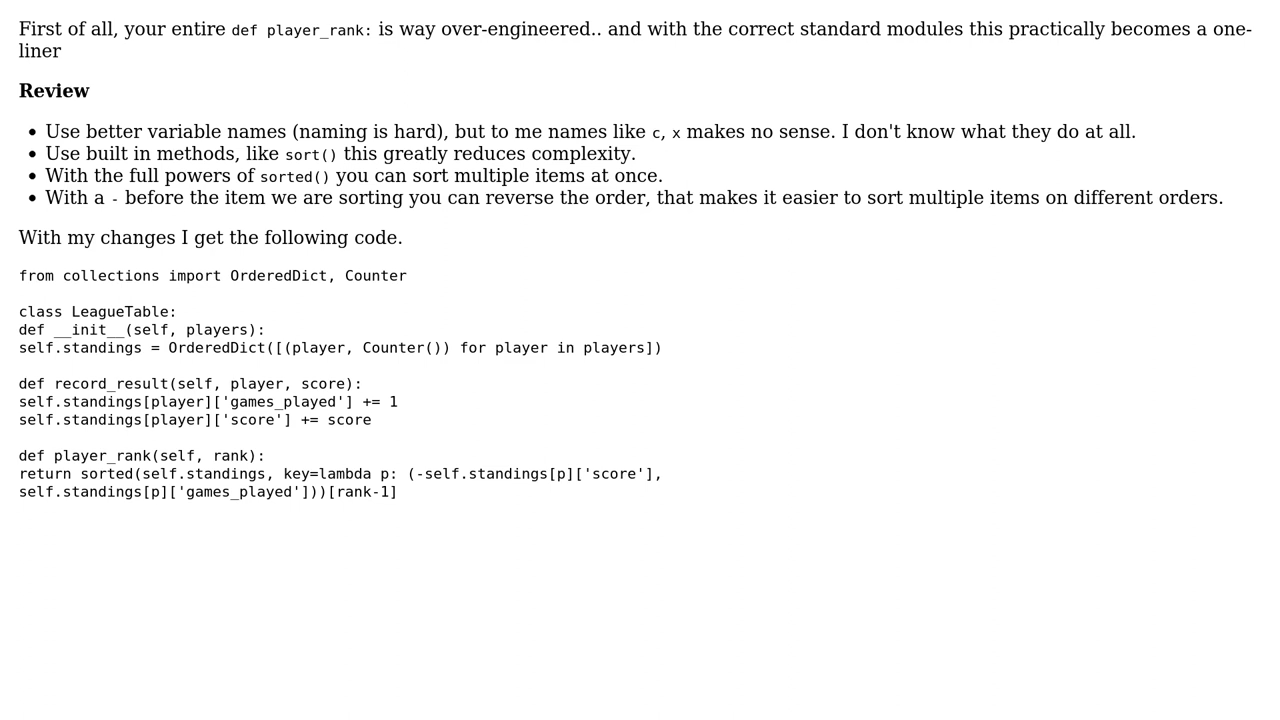 First of all, your entire def player_rank: is way over-engineered.. and with the correct standard modules this practically becomes a one-
liner
Review
Use better variable names (naming is hard), but to me names like c, x makes no sense. I don't know what they do at all.
Use built in methods, like sort() this greatly reduces complexity.
With the full powers of sorted() you can sort multiple items at once.
With a - before the item we are sorting you can reverse the order, that makes it easier to sort multiple items on different orders.
With my changes I get the following code.
from collections import OrderedDict, Counter
class LeagueTable:
def __init__(self, players):
self.standings = OrderedDict([(player, Counter()) for player in players])
def record_result(self, player, score):
self.standings[player]['games_played'] += 1
self.standings[player]['score'] += score
def player_rank(self, rank):
return sorted(self.standings, key=lambda p: (-self.standings[p]['score'],
self.standings[p]['games_played']))[rank-1]